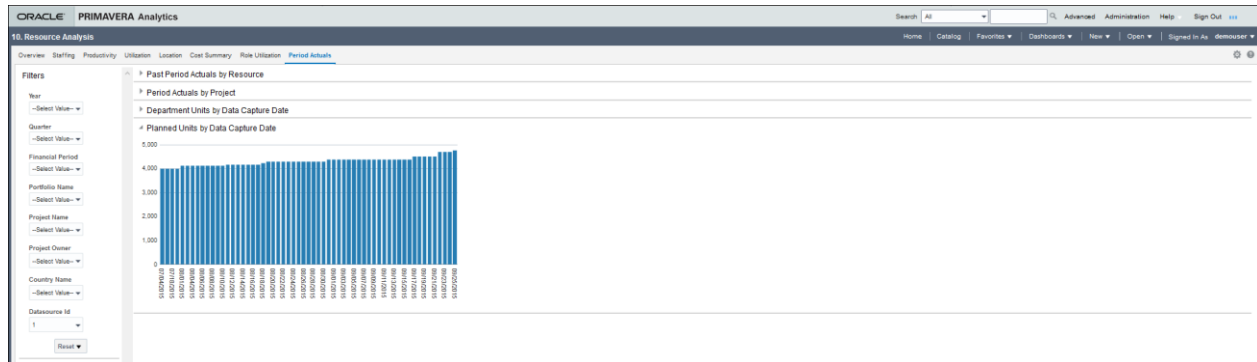 ORACLE PRIMAVERA Analytics
Search All Advanced Administration Help Sign Out
10. Resource Analysis
Home Catalog Favorites Dashboards New Open Signed In As demouser
Overview Staffing Productivity Utilization Location Cost Summary Role Utilization Period Actuals
Filters
Year
--Select Value--
Quarter
--Select Value--
Financial Period
--Select Value--
Portfolio Name
--Select Value--
Project Name
--Select Value--
Project Owner
--Select Value--
Country Name
--Select Value--
Datasource Id
1
Reset
Past Period Actuals by Resource
Period Actuals by Project
Department Units by Data Capture Date
Planned Units by Data Capture Date
5,000
4,000
3,000
2,000
1,000
0